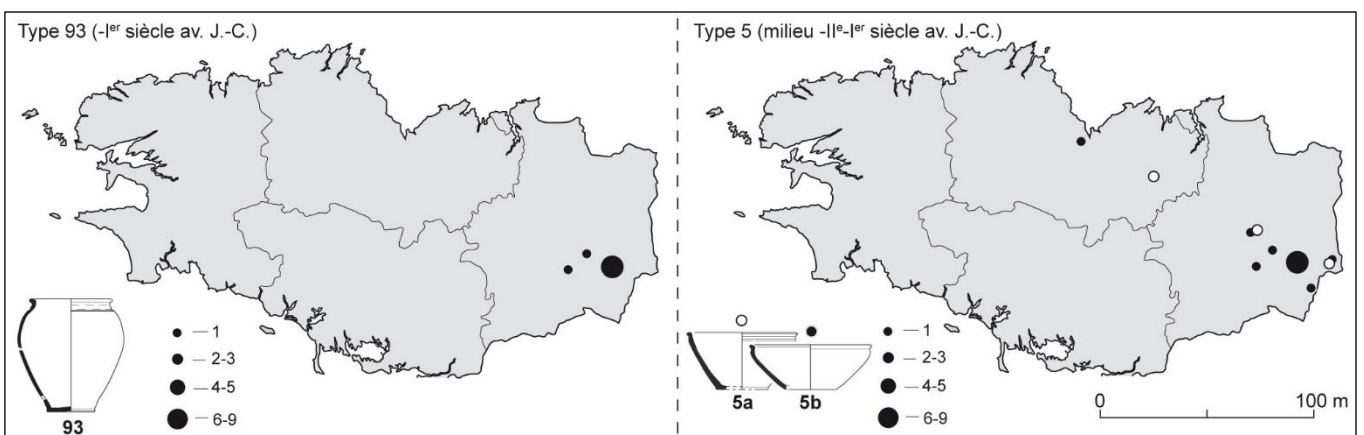 Type 93 (-Iᵉʳ siècle av. J.-C.)
93
1
2-3
4-5
6-9
Type 5 (milieu -IIᵉ-Iᵉʳ siècle av. J.-C.)
5a
5b
1
2-3
4-5
6-9
0
100 m